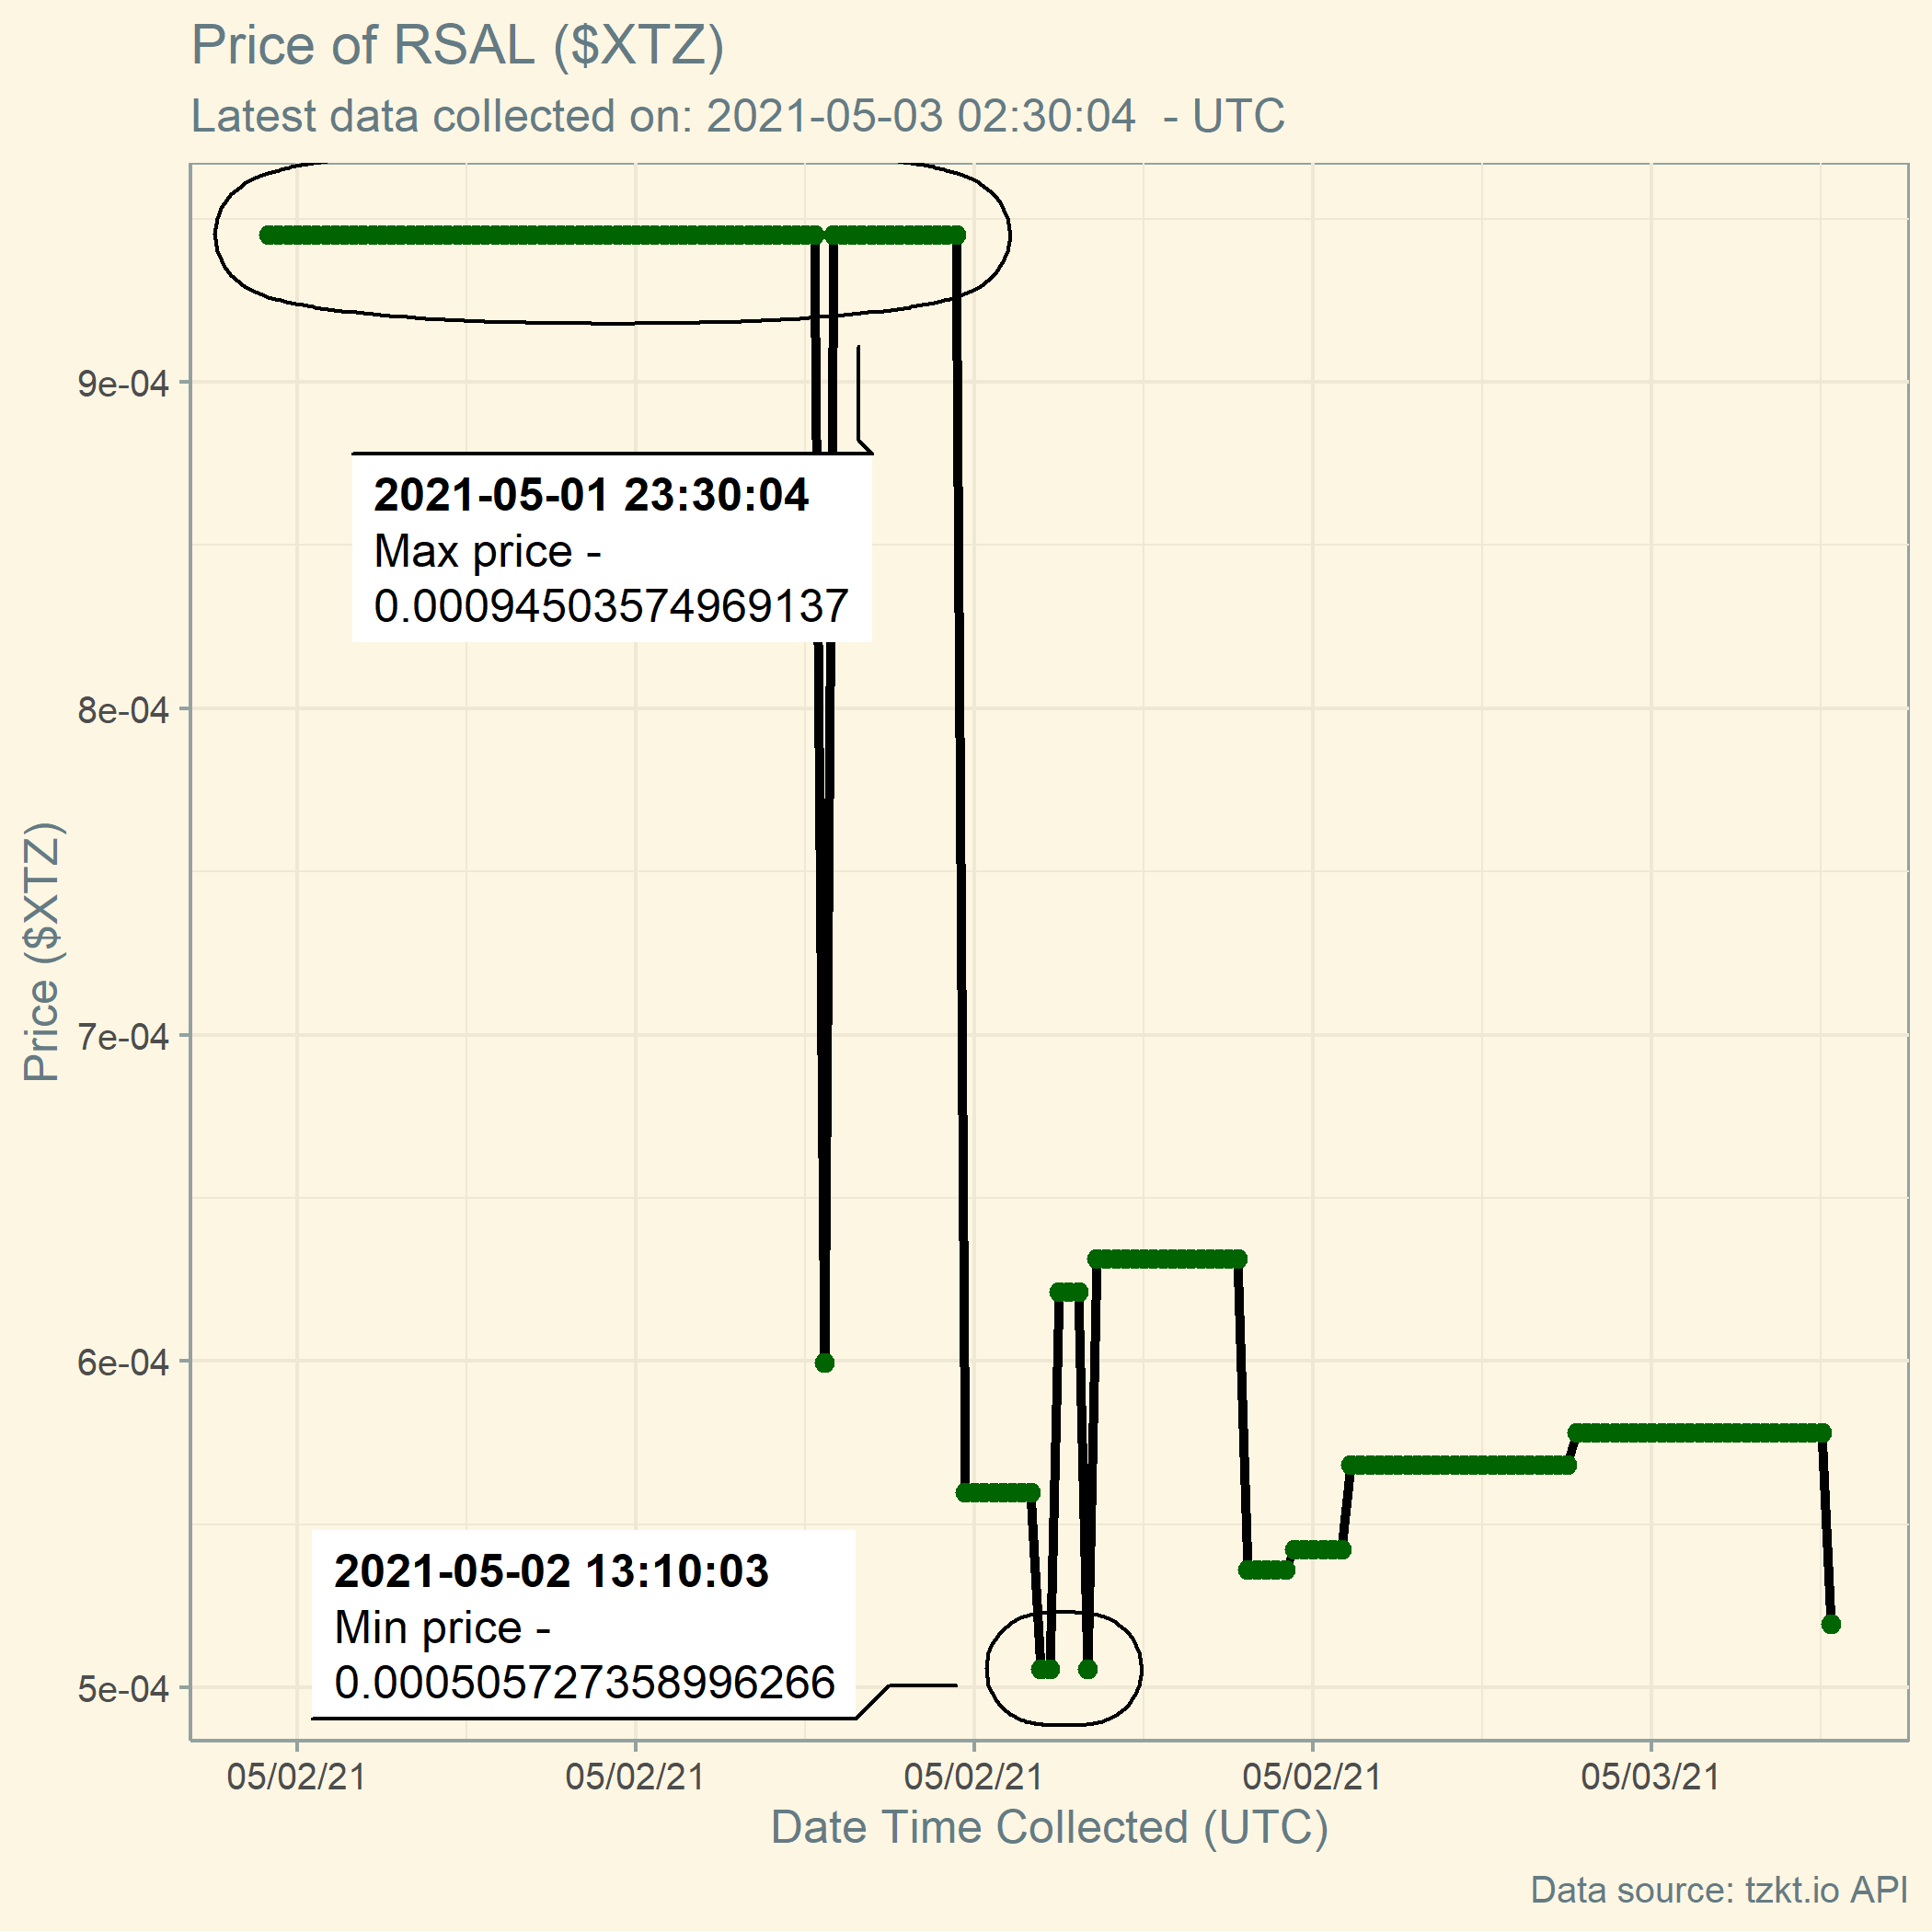 Price of RSAL ($XTZ)
Latest data collected on: 2021-05-03 02:30:04  - UTC
9e-04
2021-05-01 23:30:04
Max price -
0.00094503574969137
8e-04
Price ($XTZ)
7e-04
6e-04
2021-05-02 13:10:03
Min price -
0.000505727358996266
5e-04
05/02/21 05/02/21 05/02/21 05/02/21 05/03/21
Date Time Collected (UTC)
Data source: tzkt.io API